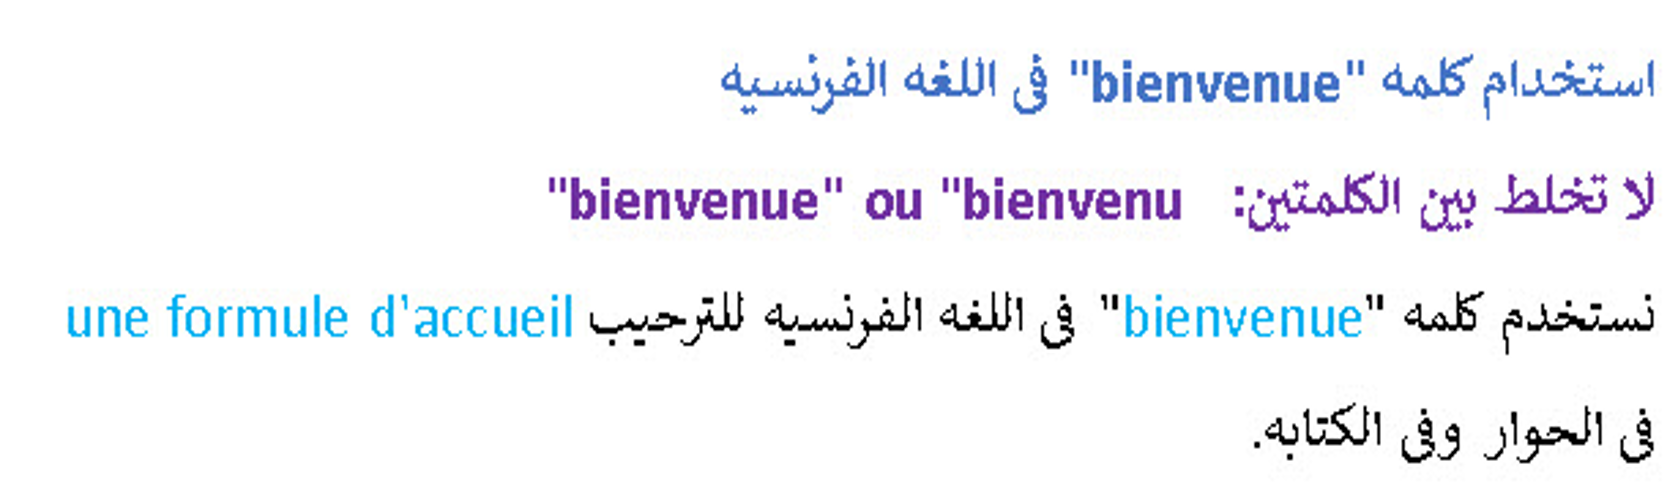 استخدام كلمه "bienvenue" فى اللغه الفرنسيه
لا تخلط بين الكلمتين: "bienvenue" ou "bienvenu
نستخدم كلمه "bienvenue" فى اللغه الفرنسيه للترحيب une formule d'accueil
فى الحوار وفى الكتابه.